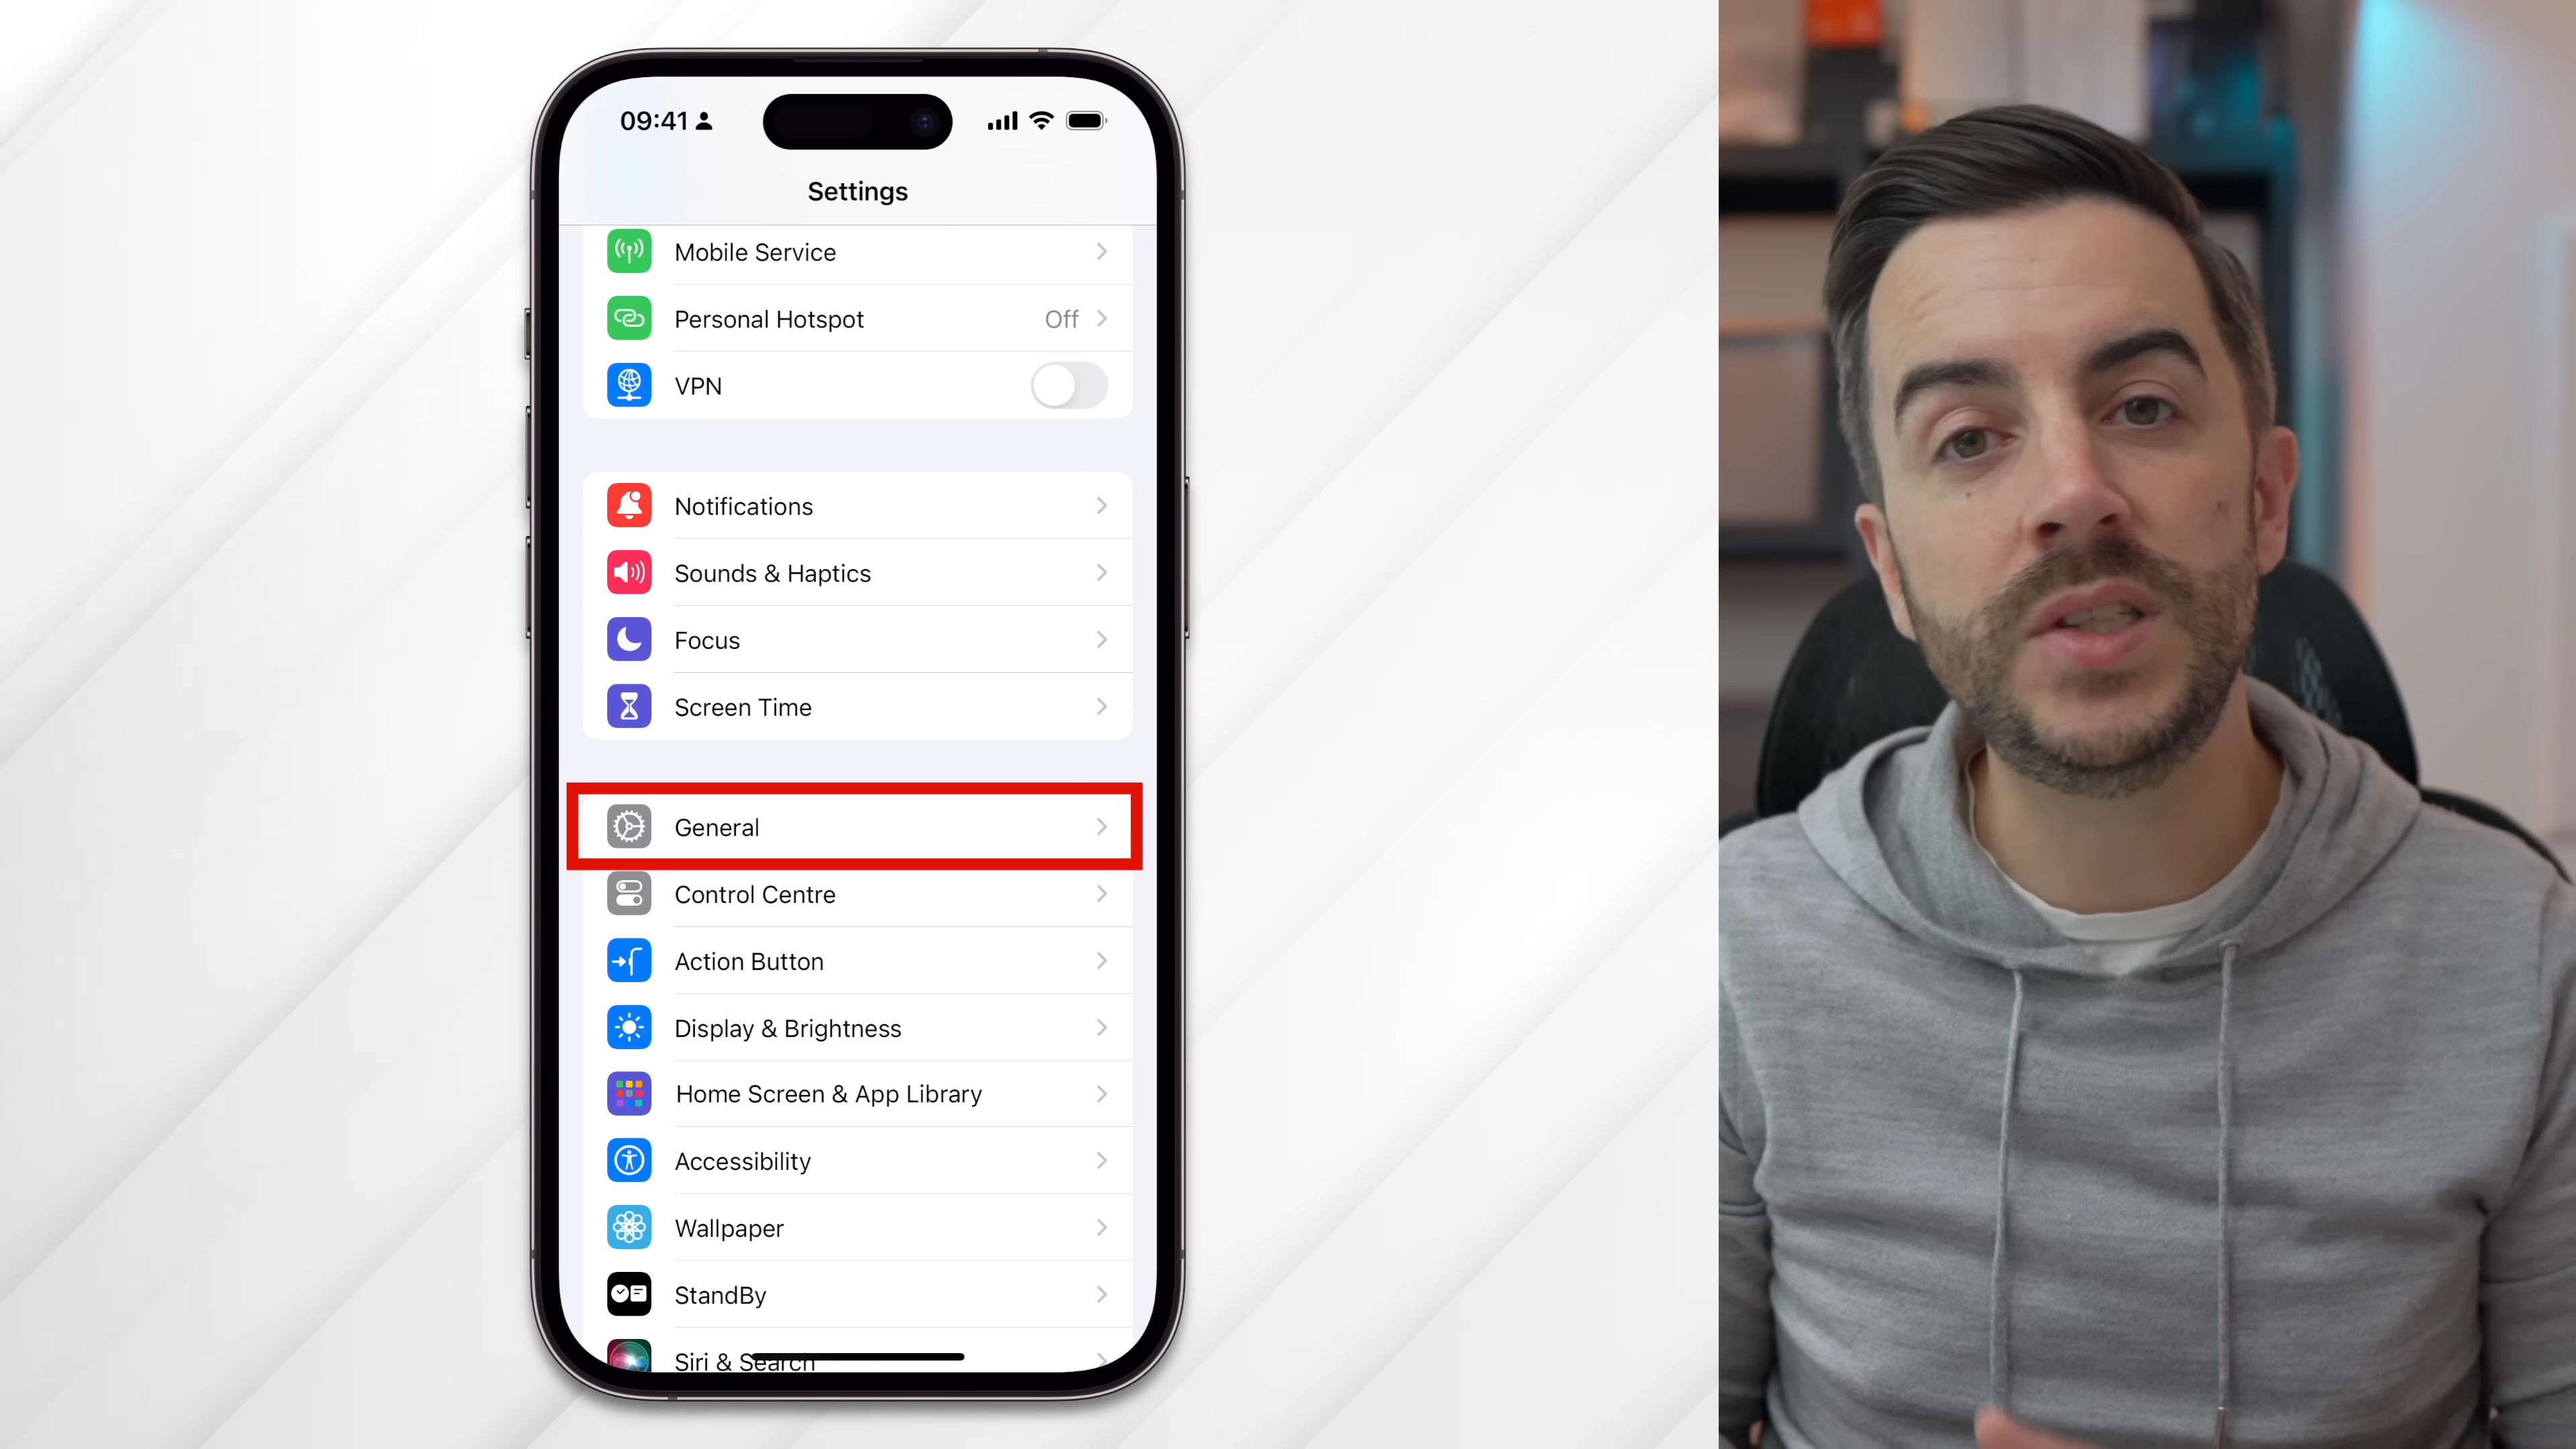 09:41
Settings
Mobile Service
Personal Hotspot Off
VPN
Notifications
Sounds & Haptics
Focus
Screen Time
General
Control Centre
Action Button
Display & Brightness
Home Screen & App Library
Accessibility
Wallpaper
StandBy
Siri & Search